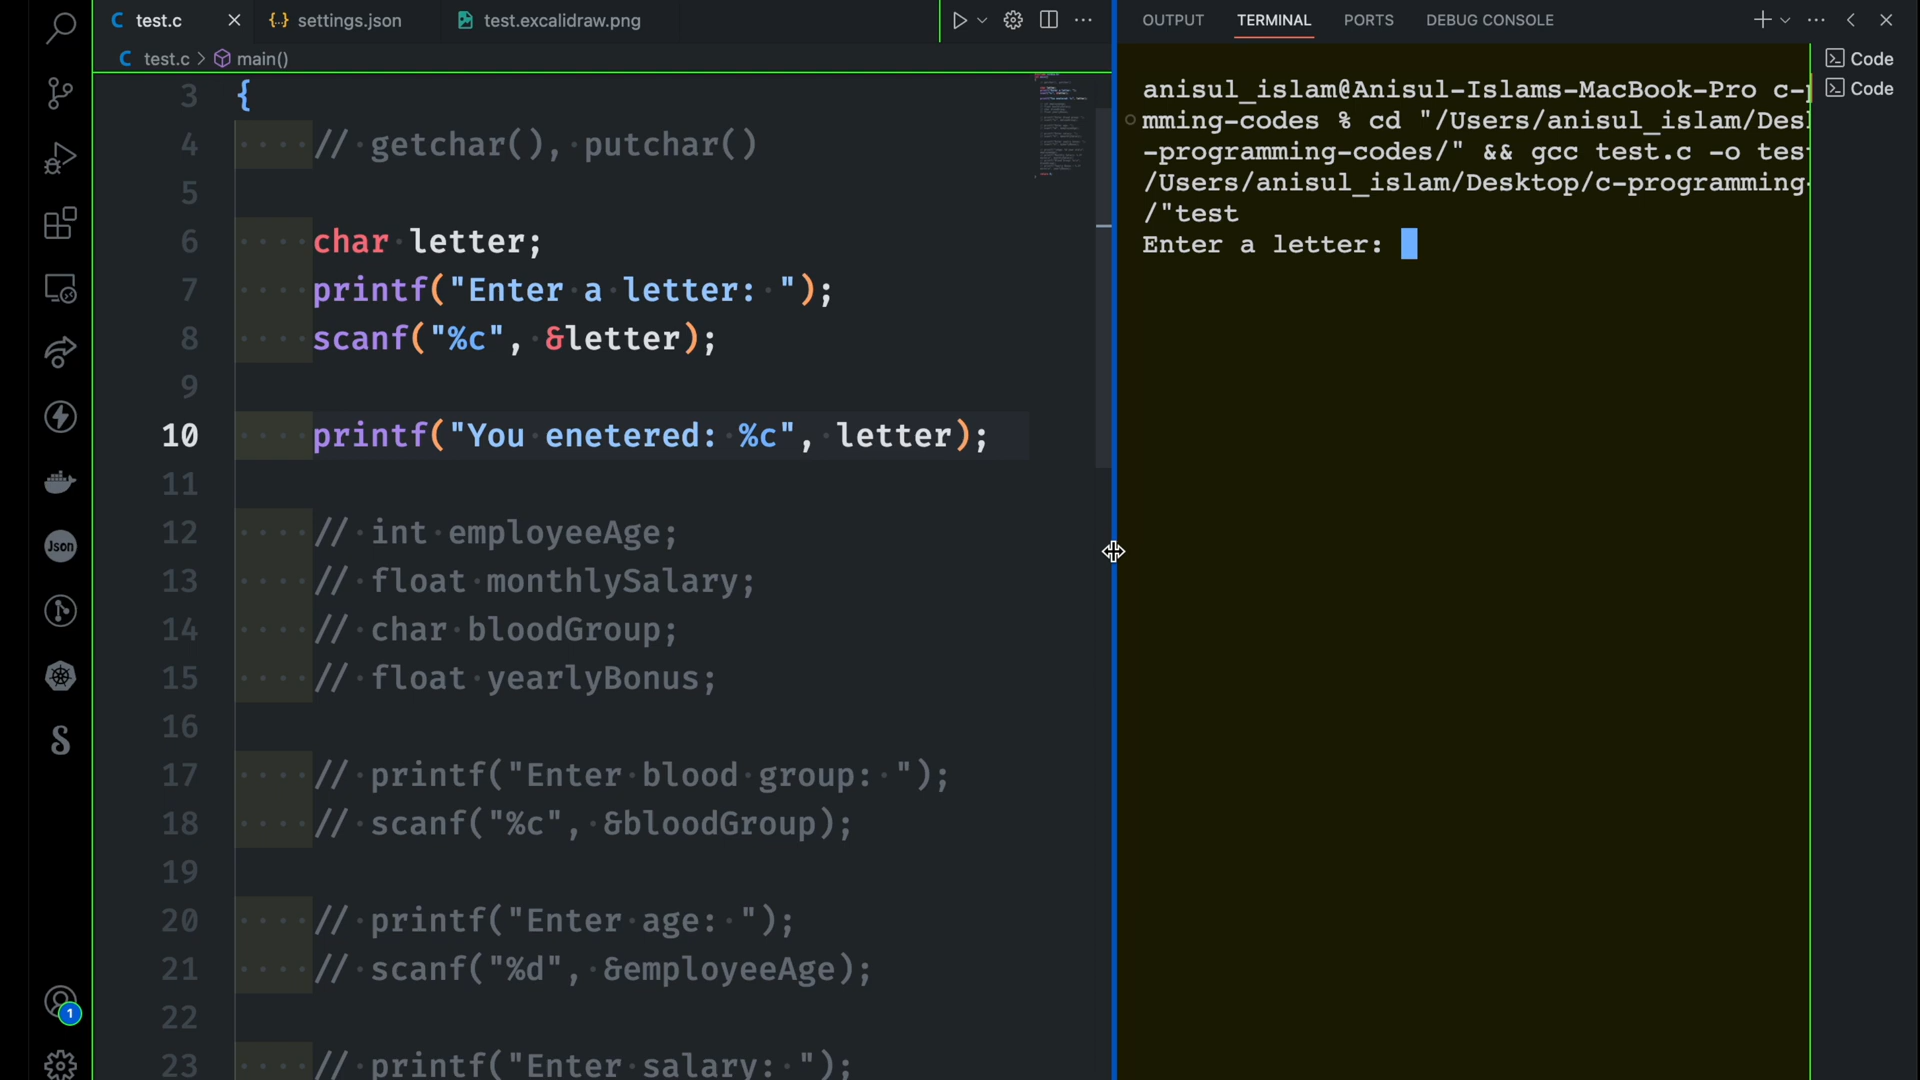 test.c
settings.json
test.excalidraw.png
test.c > main()
3 {
4 // getchar(), putchar()
5
6 char letter;
7 printf("Enter a letter: ");
8 scanf("%c", &letter);
9
10 printf("You enetered: %c", letter);
11
12 // int employeeAge;
13 // float monthlySalary;
14 // char bloodGroup;
15 // float yearlyBonus;
16
17 // printf("Enter blood group: ");
18 // scanf("%c", &bloodGroup);
19
20 // printf("Enter age: ");
21 // scanf("%d", &employeeAge);
22
23 // printf("Enter salary: ");
Json
1
OUTPUT TERMINAL PORTS DEBUG CONSOLE
anisul_islam@Anisul-Islams-MacBook-Pro c-p
mming-codes % cd "/Users/anisul_islam/Des
-programming-codes/" && gcc test.c -o tes
/Users/anisul_islam/Desktop/c-programming-
/"test
Enter a letter:
Code
Code